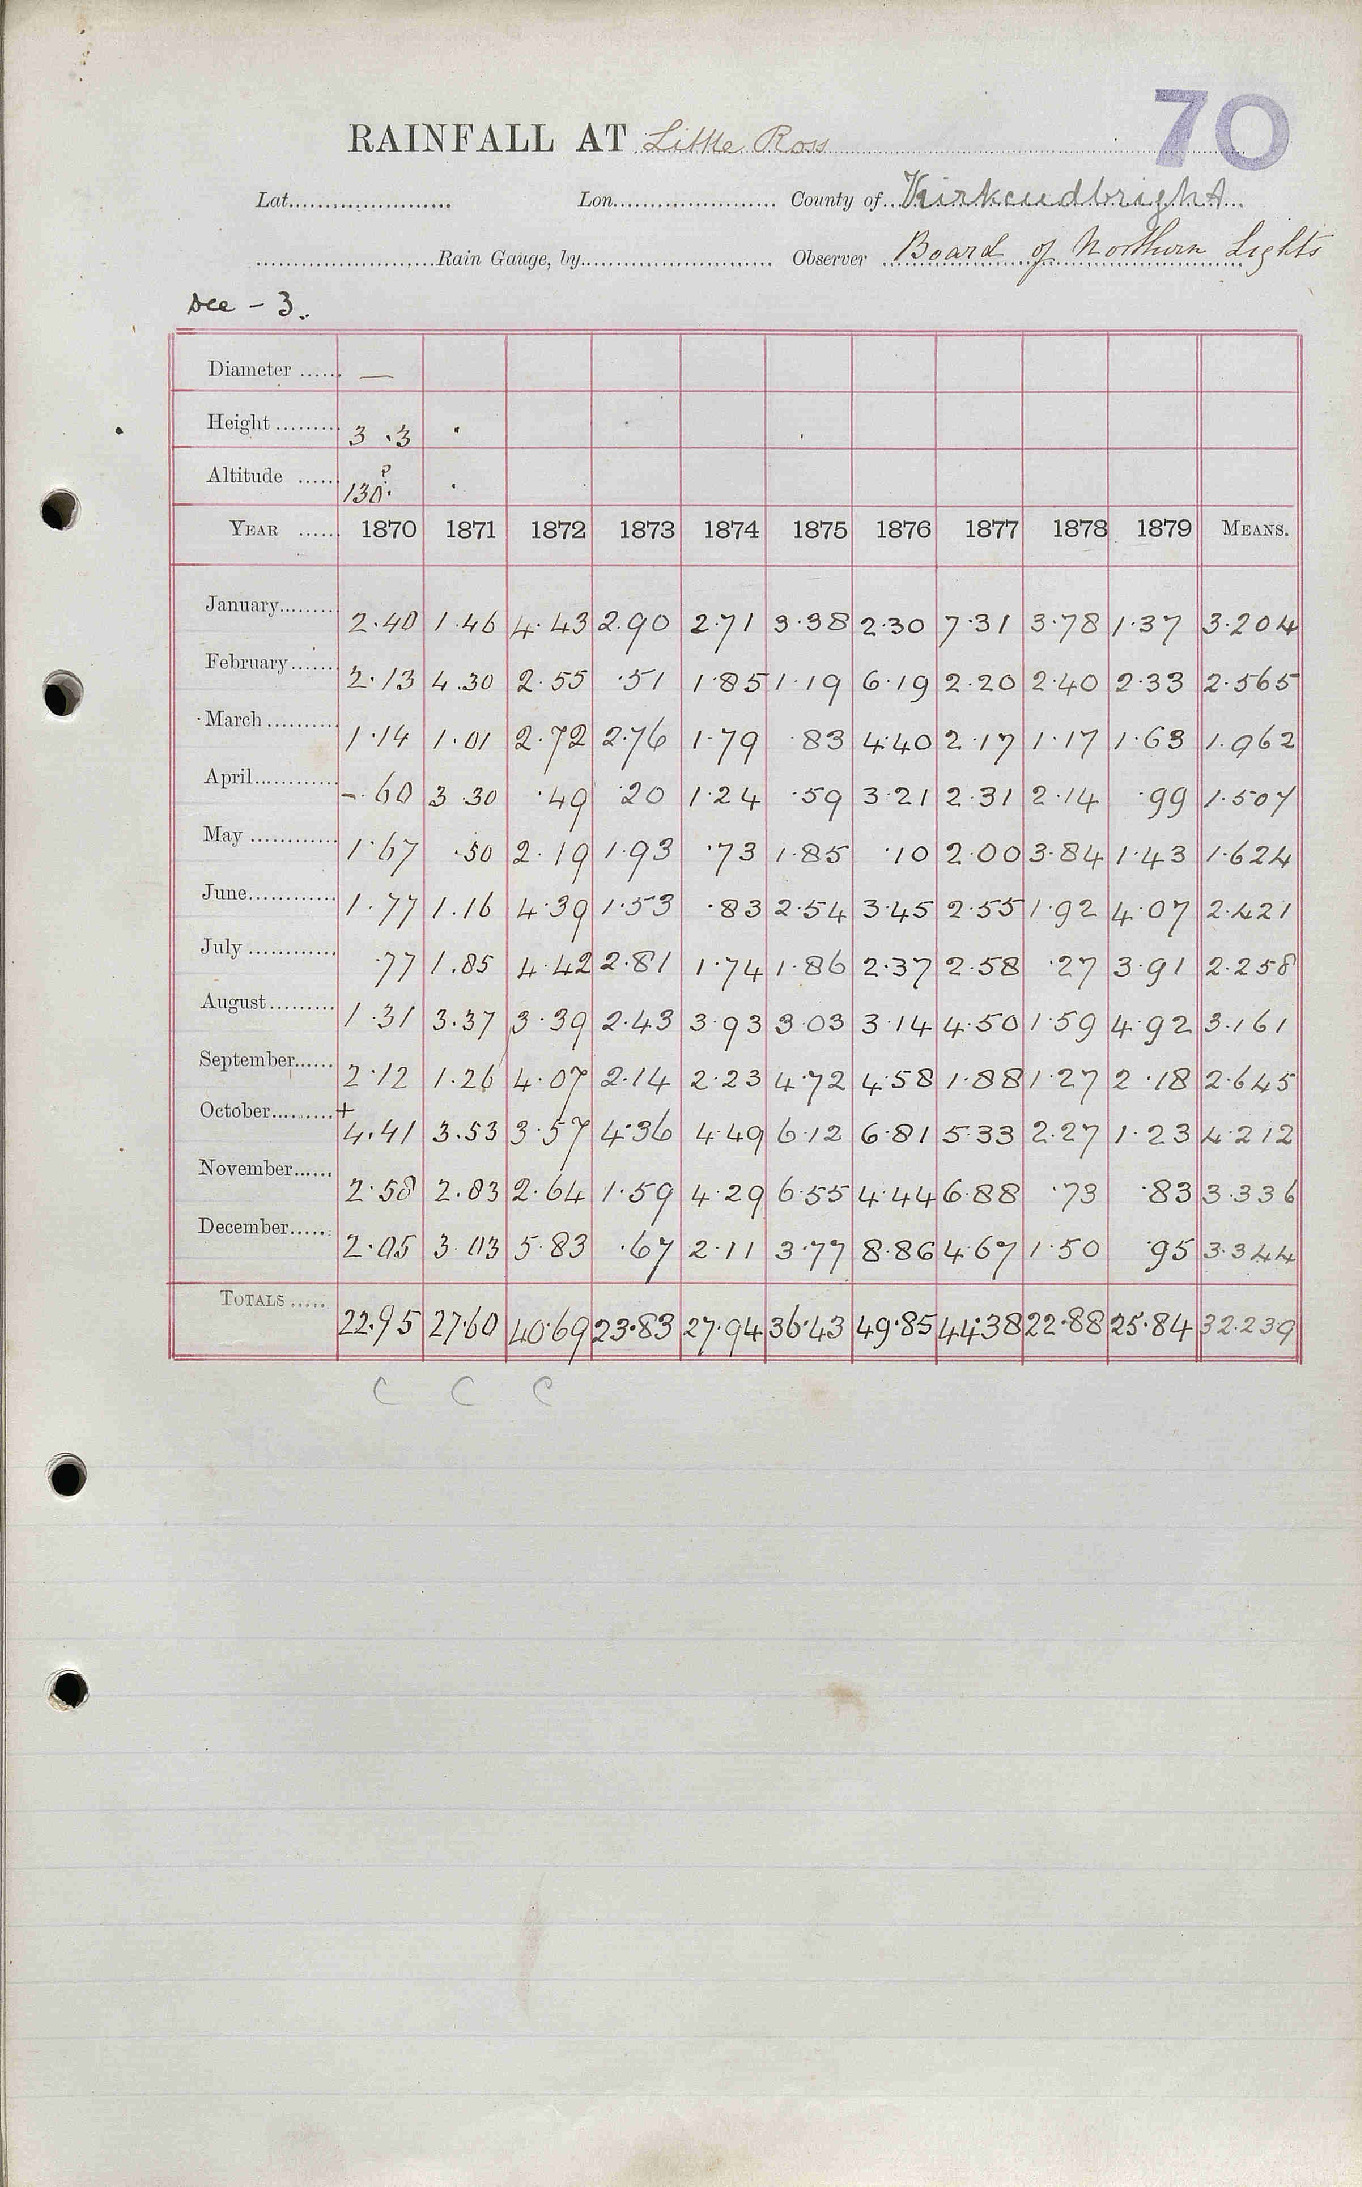 70
RAINFALL AT Little Ross
Lat. Lon. County of Kirkcudbright
Rain Gauge, by Observer Board of Northern Lights
Dce - 3.
Diameter —
Height 3 .3 .
Altitude 130. ? .
YEAR 1870 1871 1872 1873 1874 1875 1876 1877 1878 1879 MEANS.
January 2.40 1.46 4.43 2.90 2.71 3.38 2.30 7.31 3.78 1.37 3.204
February 2.13 4.30 2.55 .51 1.85 1.19 6.19 2.20 2.40 2.33 2.565
March 1.14 1.01 2.72 2.76 1.79 .83 4.40 2.17 1.17 1.63 1.962
April -.60 3.30 .49 .20 1.24 .59 3.21 2.31 2.14 .99 1.507
May 1.67 .50 2.19 1.93 .73 1.85 .10 2.00 3.84 1.43 1.624
June 1.77 1.16 4.39 1.53 .83 2.54 3.45 2.55 1.92 4.07 2.421
July .77 1.85 4.42 2.81 1.74 1.86 2.37 2.58 .27 3.91 2.258
August 1.31 3.37 3.39 2.43 3.93 3.03 3.14 4.50 1.59 4.92 3.161
September 2.12 1.26 4.07 2.14 2.23 4.72 4.58 1.88 1.27 2.18 2.645
October + 4.41 3.53 3.57 4.36 4.49 6.12 6.81 5.33 2.27 1.23 4.212
November 2.58 2.83 2.64 1.59 4.29 6.55 4.44 6.88 .73 .83 3.336
December 2.05 3.03 5.83 .67 2.11 3.77 8.86 4.67 1.50 .95 3.344
TOTALS 22.95 27.60 40.69 23.83 27.94 36.43 49.85 44.38 22.88 25.84 32.239
C C C